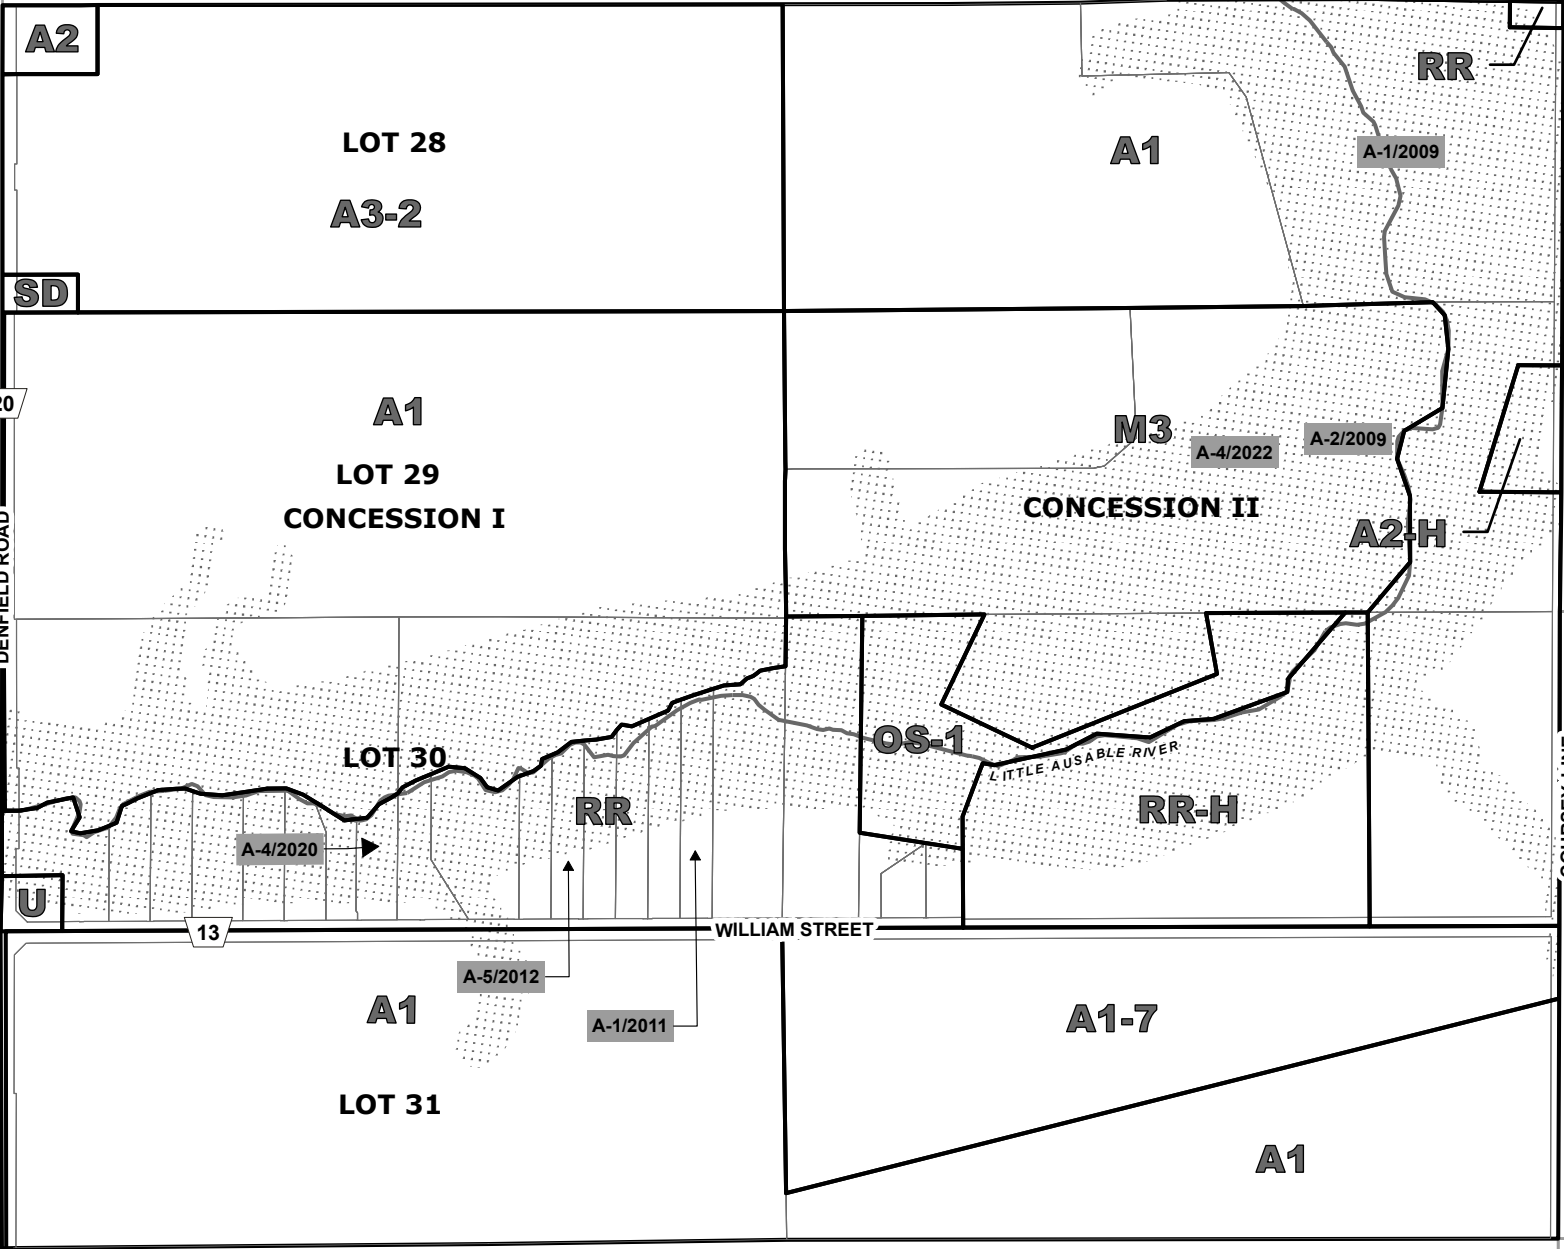 A2
RR
LOT 28
A1
A-1/2009
A3-2
SD
20
A1
M3
A-2/2009
A-4/2022
LOT 29
CONCESSION II
CONCESSION I
A2-H
DENFIELD ROAD
OS-1
LITTLE AUSABLE RIVER
LOT 30
RR
RR-H
A-4/2020
U
13
WILLIAM STREET
A-5/2012
A1
A1-7
A-1/2011
LOT 31
A1